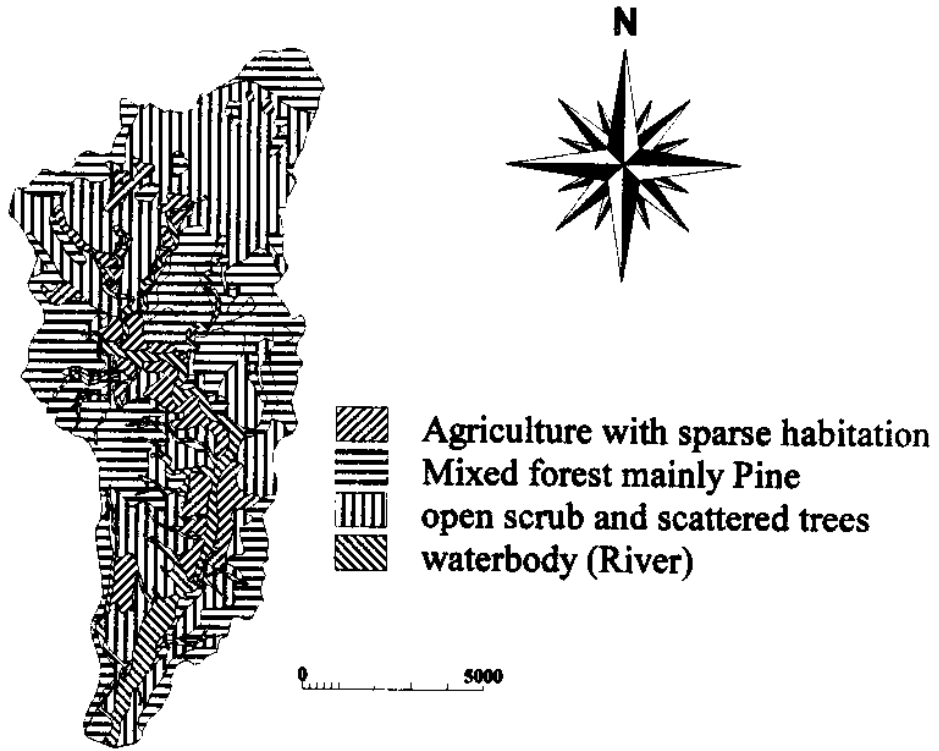 N
Agriculture with sparse habitation
Mixed forest mainly Pine
open scrub and scattered trees
waterbody (River)
0 5000